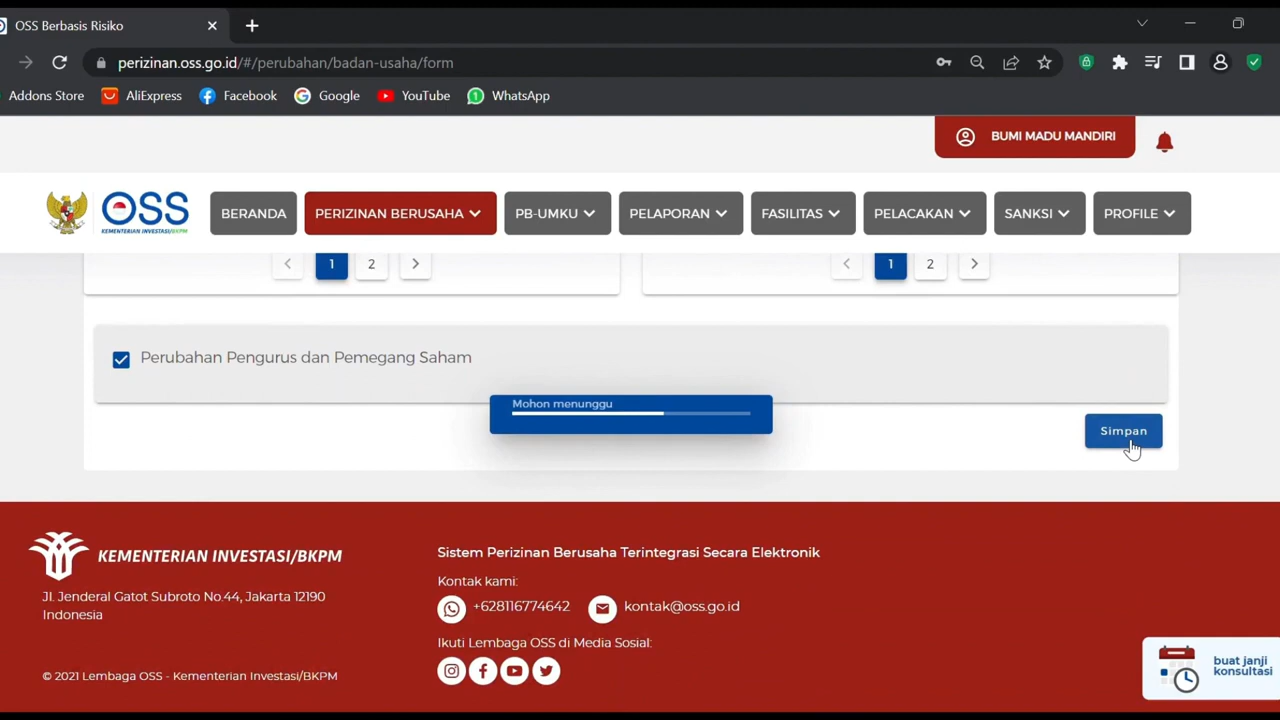 OSS Berbasis Risiko
perizinan.oss.go.id/#/perubahan/badan-usaha/form
Addons Store AliExpress Facebook Google YouTube WhatsApp
BUMI MADU MANDIRI
OSS
KEMENTERIAN INVESTASI/BKPM
BERANDA PERIZINAN BERUSAHA PB-UMKU PELAPORAN FASILITAS PELACAKAN SANKSI PROFILE
1 2 1 2
Perubahan Pengurus dan Pemegang Saham
Mohon menunggu
Simpan
KEMENTERIAN INVESTASI/BKPM
Jl. Jenderal Gatot Subroto No.44, Jakarta 12190
Indonesia
© 2021 Lembaga OSS - Kementerian Investasi/BKPM
Sistem Perizinan Berusaha Terintegrasi Secara Elektronik
Kontak kami:
+628116774642 kontak@oss.go.id
Ikuti Lembaga OSS di Media Sosial:
buat janji
konsultasi